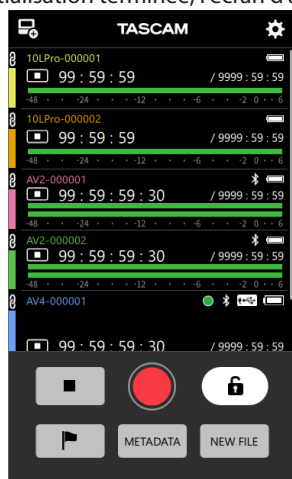 TASCAM
10LPro-000001
99 : 59 : 59 / 9999 : 59 : 59
-48 -24 -12 -6 -2 0 6
10LPro-000002
99 : 59 : 59 / 9999 : 59 : 59
-48 -24 -12 -6 -2 0 6
AV2-000001
99 : 59 : 59 : 30 / 9999 : 59 : 59
-48 -24 -12 -6 -2 0 6
AV2-000002
99 : 59 : 59 : 30 / 9999 : 59 : 59
-48 -24 -12 -6 -2 0 6
AV4-000001
99 : 59 : 59 : 30 / 9999 : 59 : 59
METADATA
NEW FILE